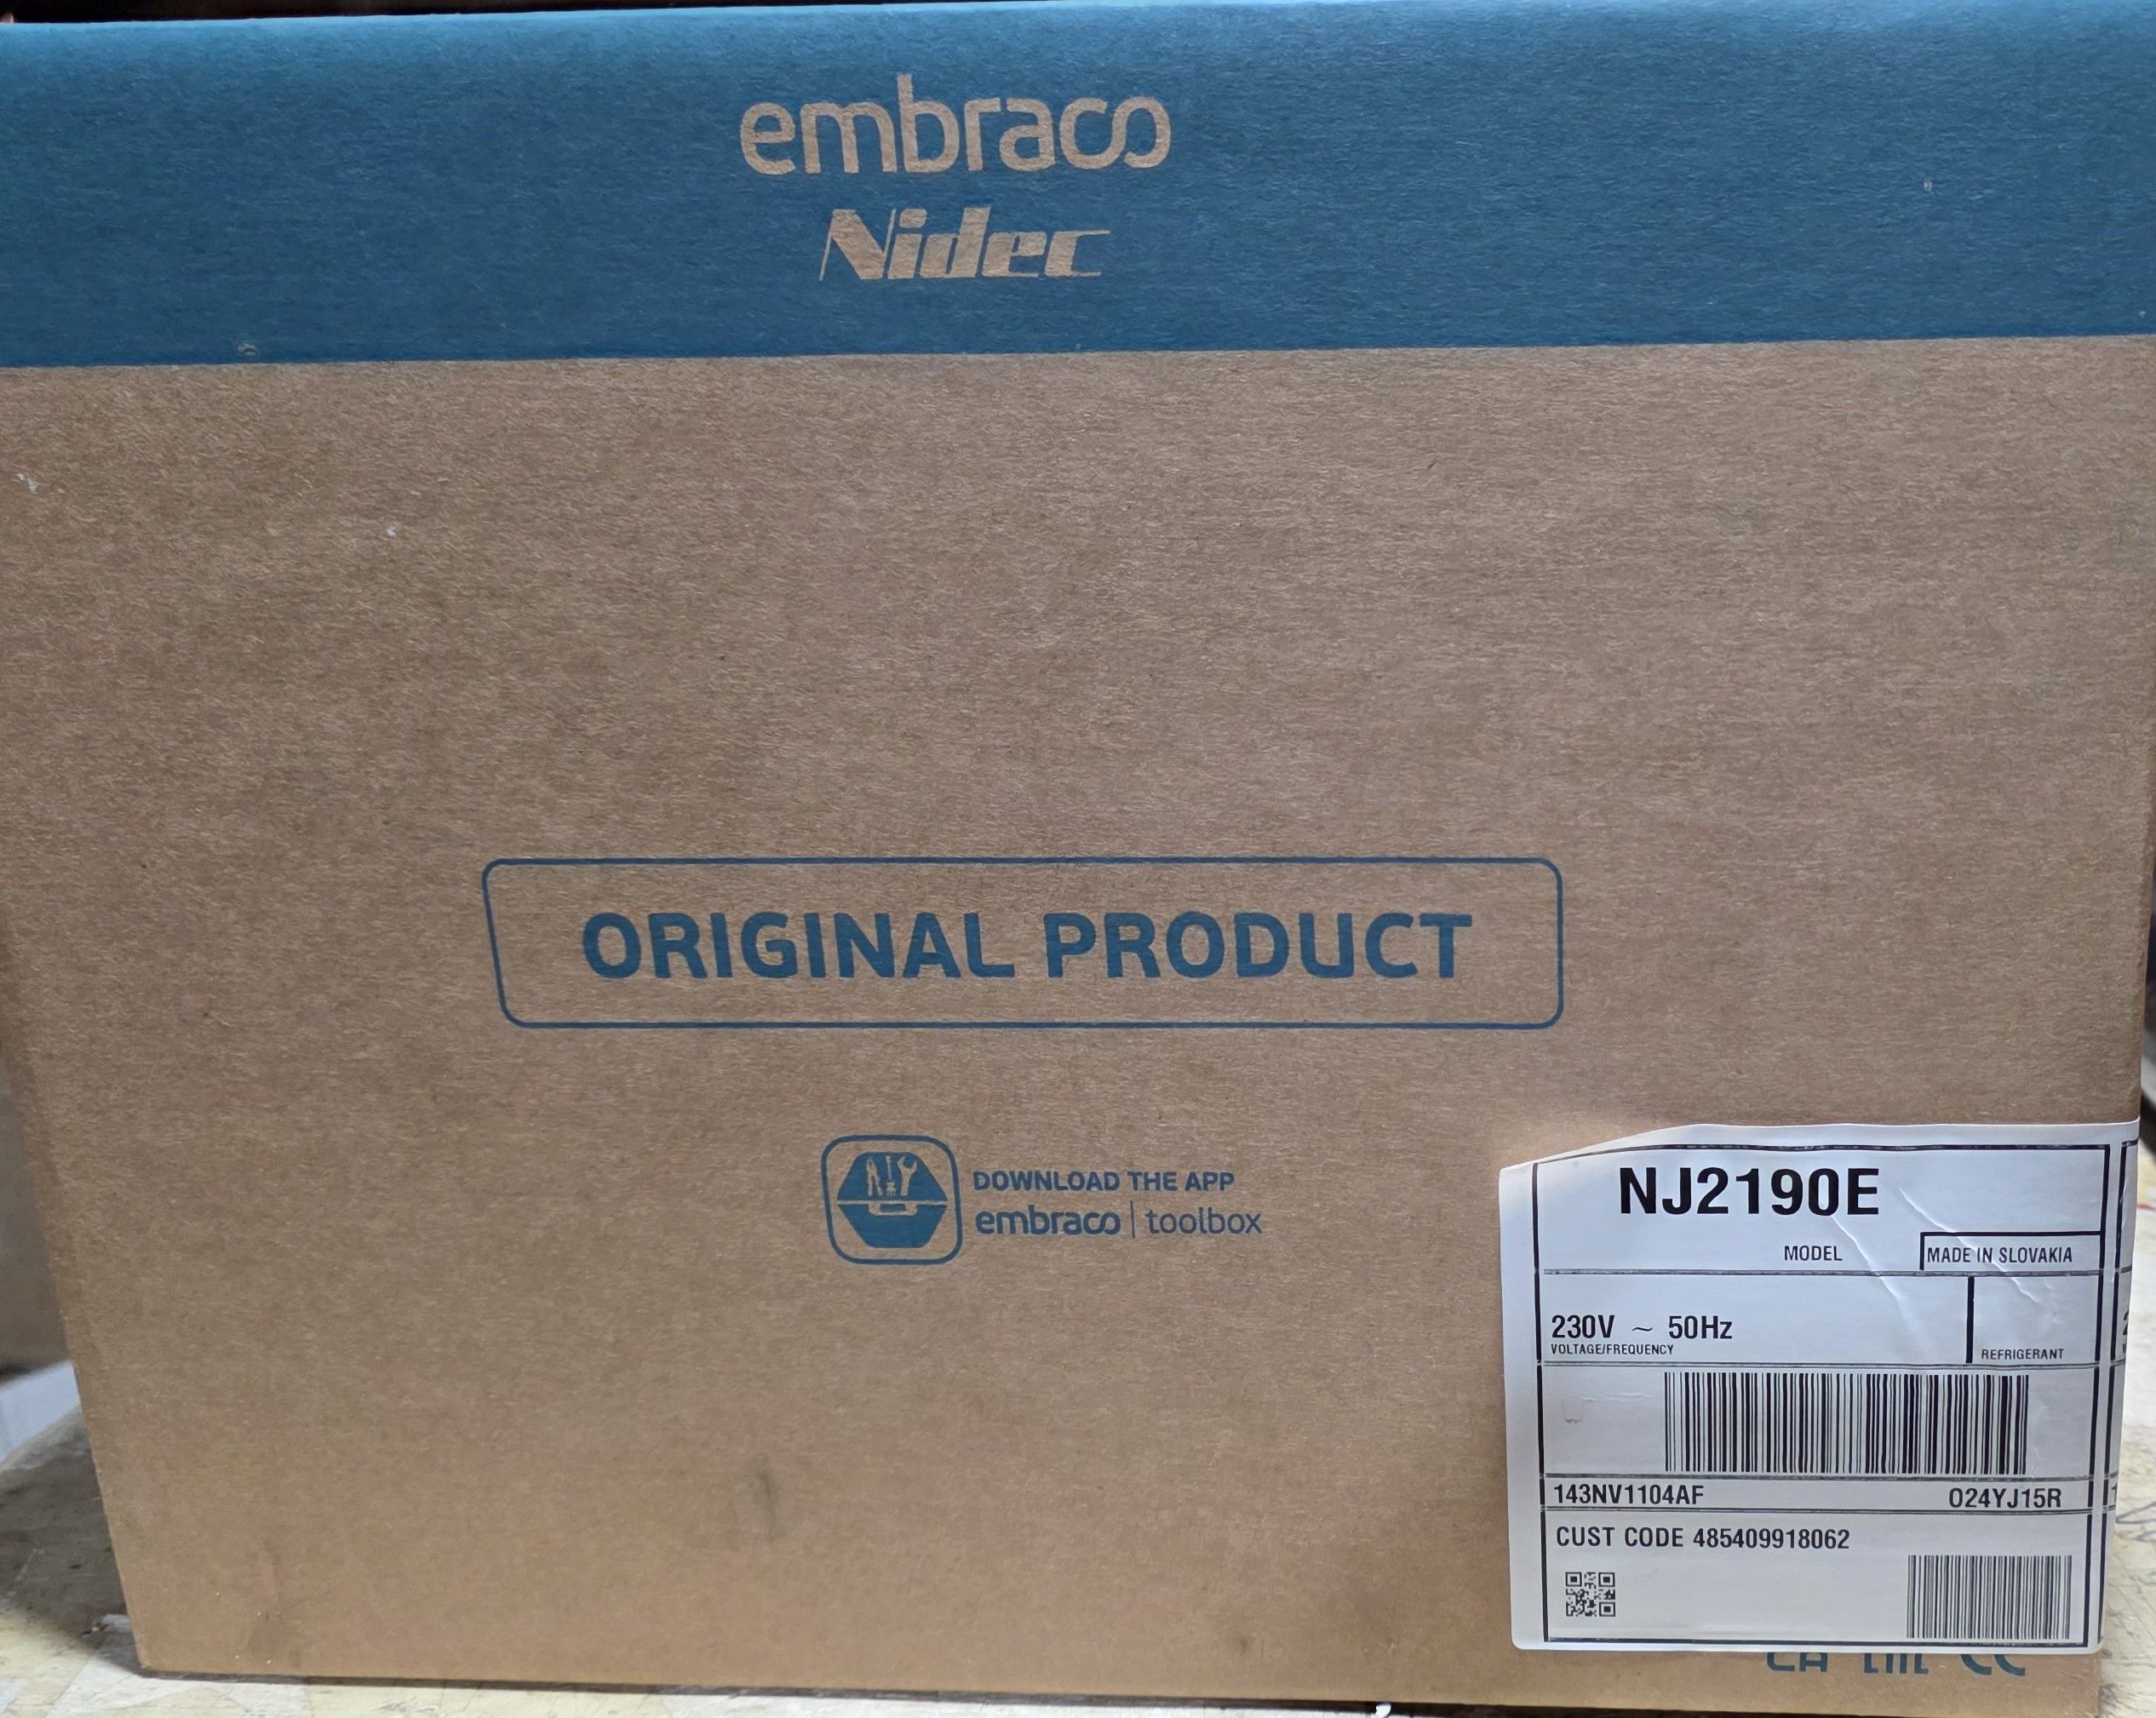 embraco
Nidec
ORIGINAL PRODUCT
DOWNLOAD THE APP
embraco | toolbox
NJ2190E
MODEL
MADE IN SLOVAKIA
230V ~ 50Hz
VOLTAGE/FREQUENCY
REFRIGERANT
143NV1104AF 024YJ15R
CUST CODE 485409918062